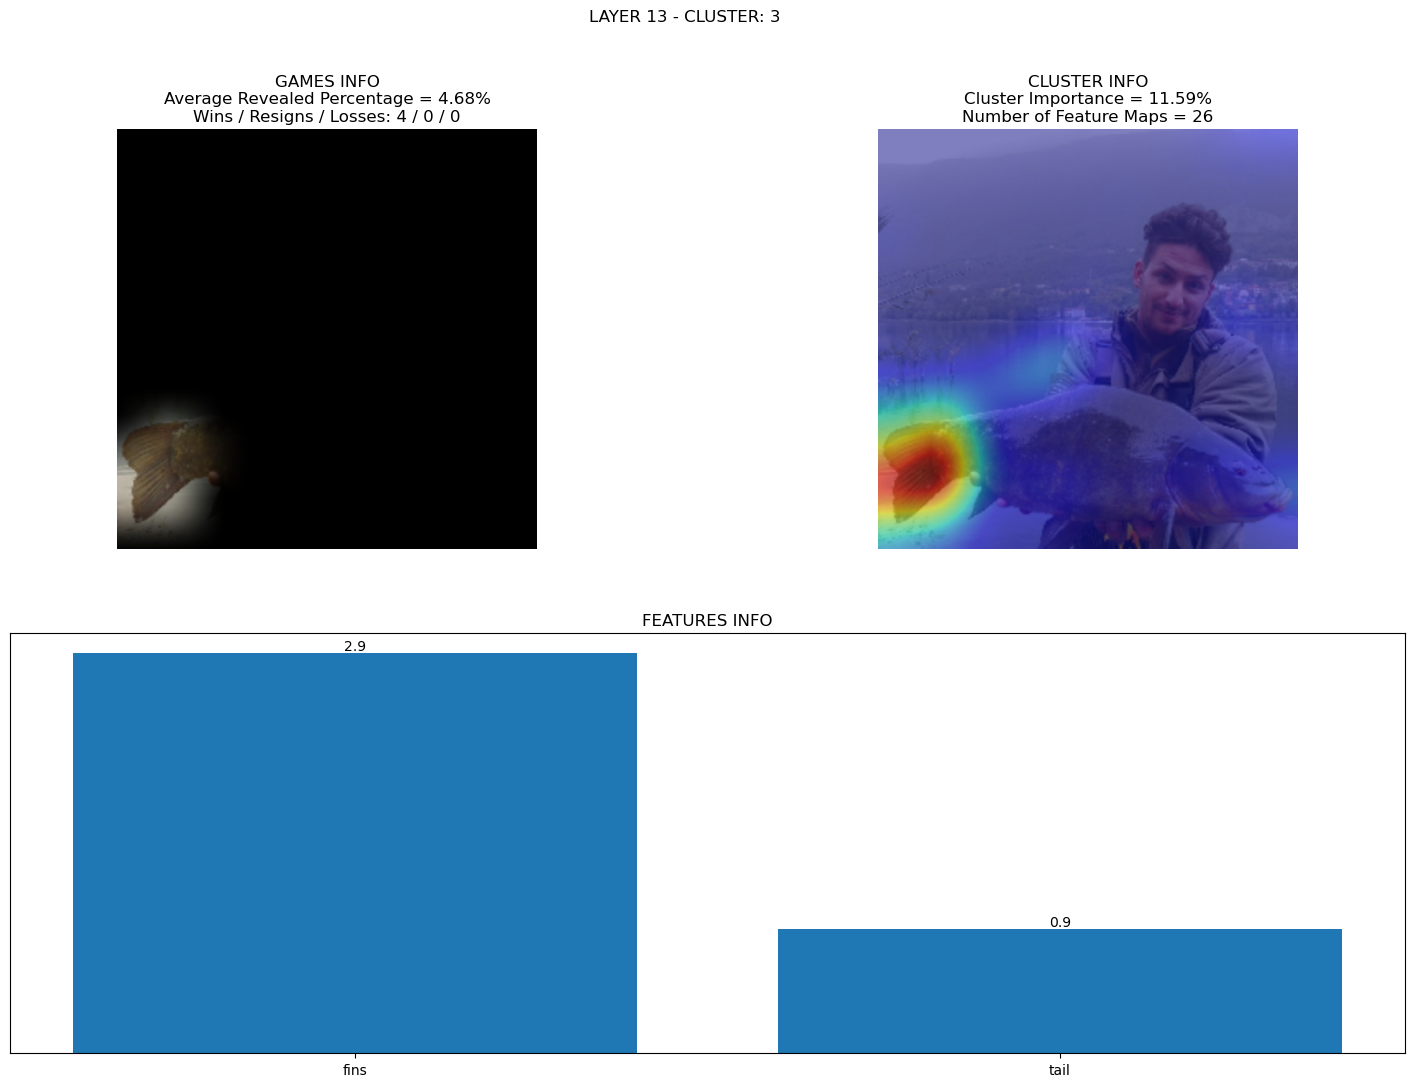 LAYER 13 - CLUSTER: 3
GAMES INFO
Average Revealed Percentage = 4.68%
Wins / Resigns / Losses: 4 / 0 / 0
CLUSTER INFO
Cluster Importance = 11.59%
Number of Feature Maps = 26
FEATURES INFO
2.9
0.9
fins
tail